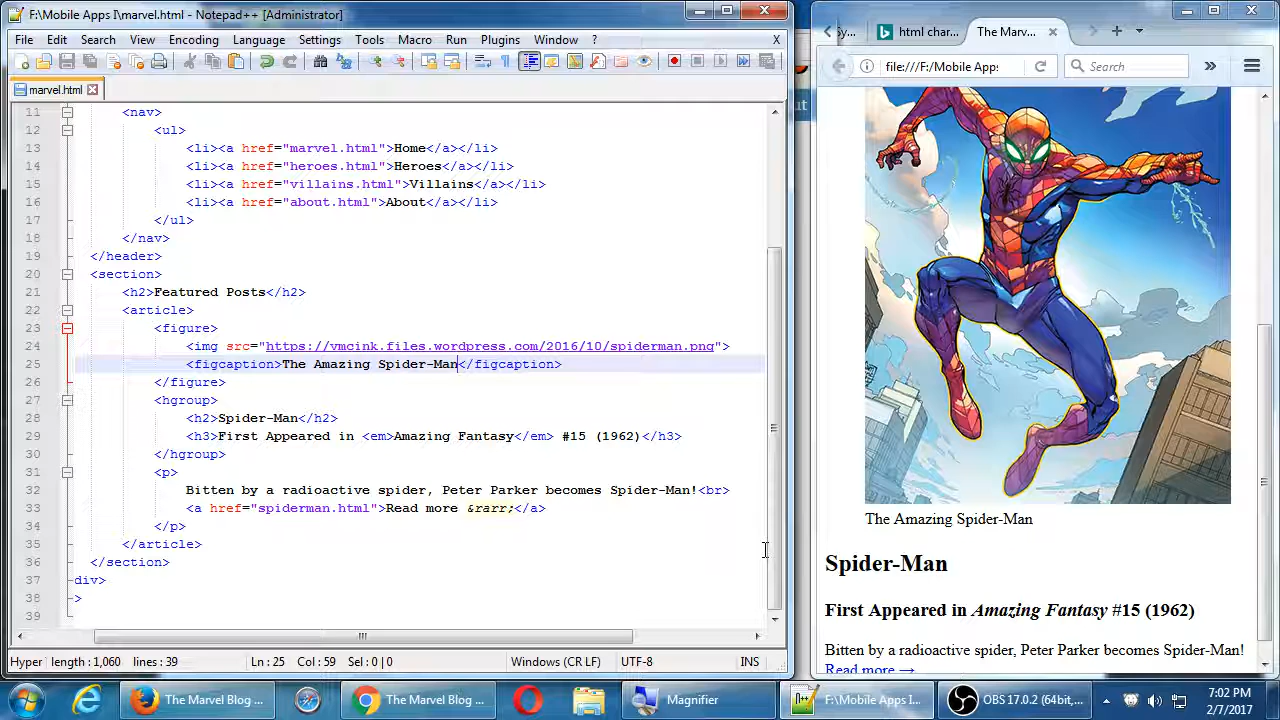 F:\Mobile Apps I\marvel.html - Notepad++ [Administrator]
File Edit Search View Encoding Language Settings Tools Macro Run Plugins Window ? X
marvel.html
11 <nav>
12 <ul>
13 <li><a href="marvel.html">Home</a></li>
14 <li><a href="heroes.html">Heroes</a></li>
15 <li><a href="villains.html">Villains</a></li>
16 <li><a href="about.html">About</a></li>
17 </ul>
18 </nav>
19 </header>
20 <section>
21 <h2>Featured Posts</h2>
22 <article>
23 <figure>
24 <img src="https://vmcink.files.wordpress.com/2016/10/spiderman.png">
25 <figcaption>The Amazing Spider-Man</figcaption>
26 </figure>
27 <hgroup>
28 <h2>Spider-Man</h2>
29 <h3>First Appeared in <em>Amazing Fantasy</em> #15 (1962)</h3>
30 </hgroup>
31 <p>
32 Bitten by a radioactive spider, Peter Parker becomes Spider-Man!<br>
33 <a href="spiderman.html">Read more &rarr;</a>
34 </p>
35 </article>
36 </section>
37 div>
38 >
39
Hyper length : 1,060 lines : 39 Ln : 25 Col : 59 Sel : 0 | 0 Windows (CR LF) UTF-8 INS
sy... html char... The Marv...
file:///F:/Mobile App: Search
ut
The Amazing Spider-Man
Spider-Man
First Appeared in Amazing Fantasy #15 (1962)
Bitten by a radioactive spider, Peter Parker becomes Spider-Man!
Read more →
The Marvel Blog ... The Marvel Blog ... Magnifier F:\Mobile Apps I... OBS 17.0.2 (64bit,...
7:02 PM
2/7/2017